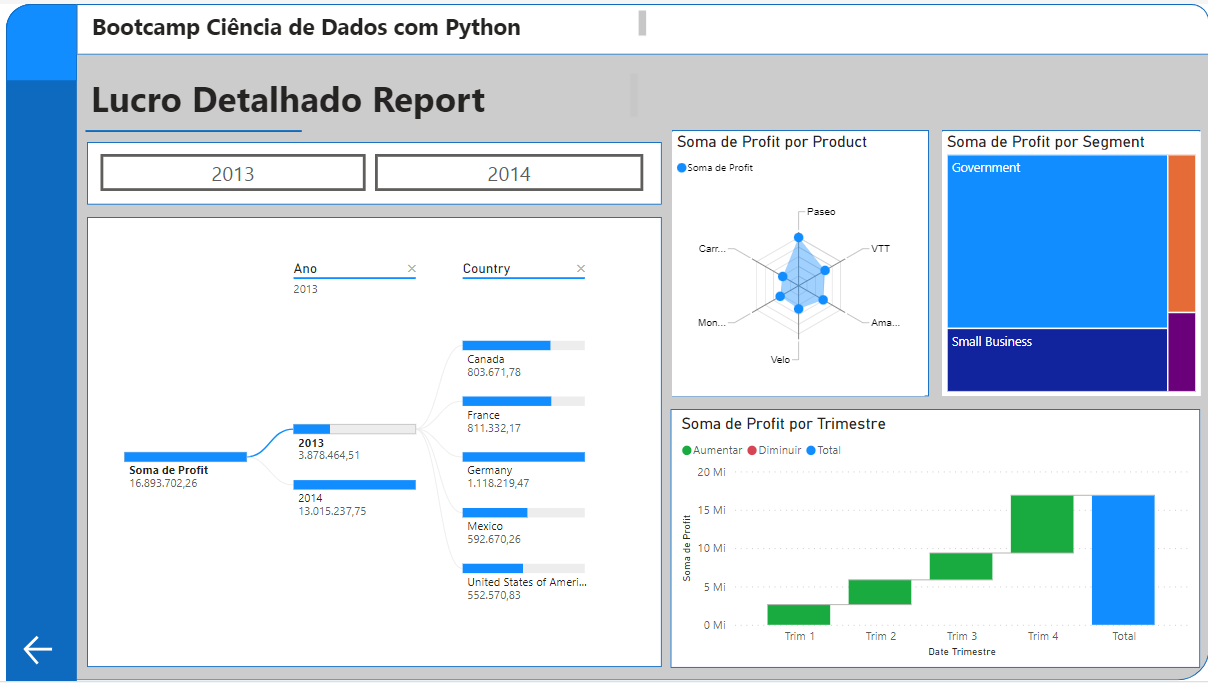 Bootcamp Ciência de Dados com Python
Lucro Detalhado Report
2013
2014
Ano
2013
Country
Soma de Profit
16.893.702,26
2013
3.878.464,51
2014
13.015.237,75
Canada
803.671,78
France
811.332,17
Germany
1.118.219,47
Mexico
592.670,26
United States of Ameri...
552.570,83
Soma de Profit por Product
Soma de Profit
Paseo
VTT
Ama...
Velo
Mon...
Carr...
Soma de Profit por Segment
Government
Small Business
Soma de Profit por Trimestre
Aumentar Diminuir Total
Soma de Profit
20 Mi
15 Mi
10 Mi
5 Mi
0 Mi
Trim 1 Trim 2 Trim 3 Trim 4 Total
Date Trimestre